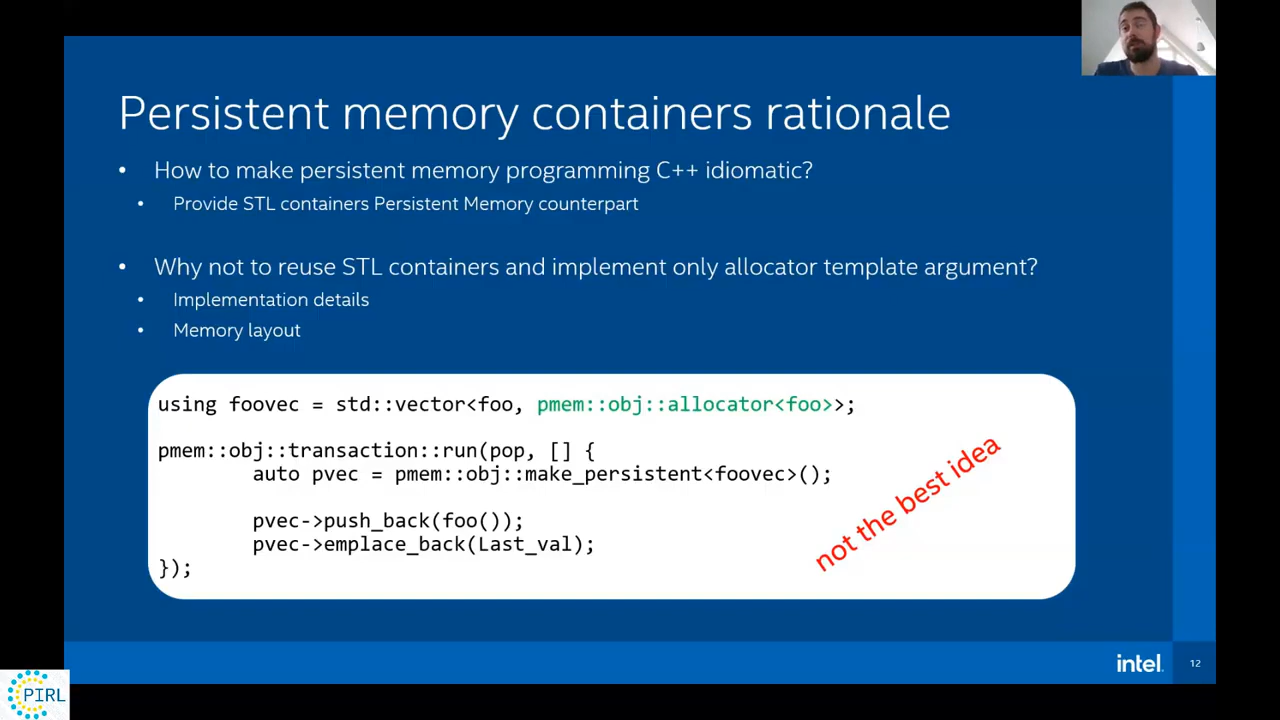 Persistent memory containers rationale
• How to make persistent memory programming C++ idiomatic?
• Provide STL containers Persistent Memory counterpart
• Why not to reuse STL containers and implement only allocator template argument?
• Implementation details
• Memory layout
using foovec = std::vector<foo, pmem::obj::allocator<foo>>;
pmem::obj::transaction::run(pop, [] {
auto pvec = pmem::obj::make_persistent<foovec>();
pvec->push_back(foo());
pvec->emplace_back(Last_val);
});
not the best idea
intel.
12
PIRL